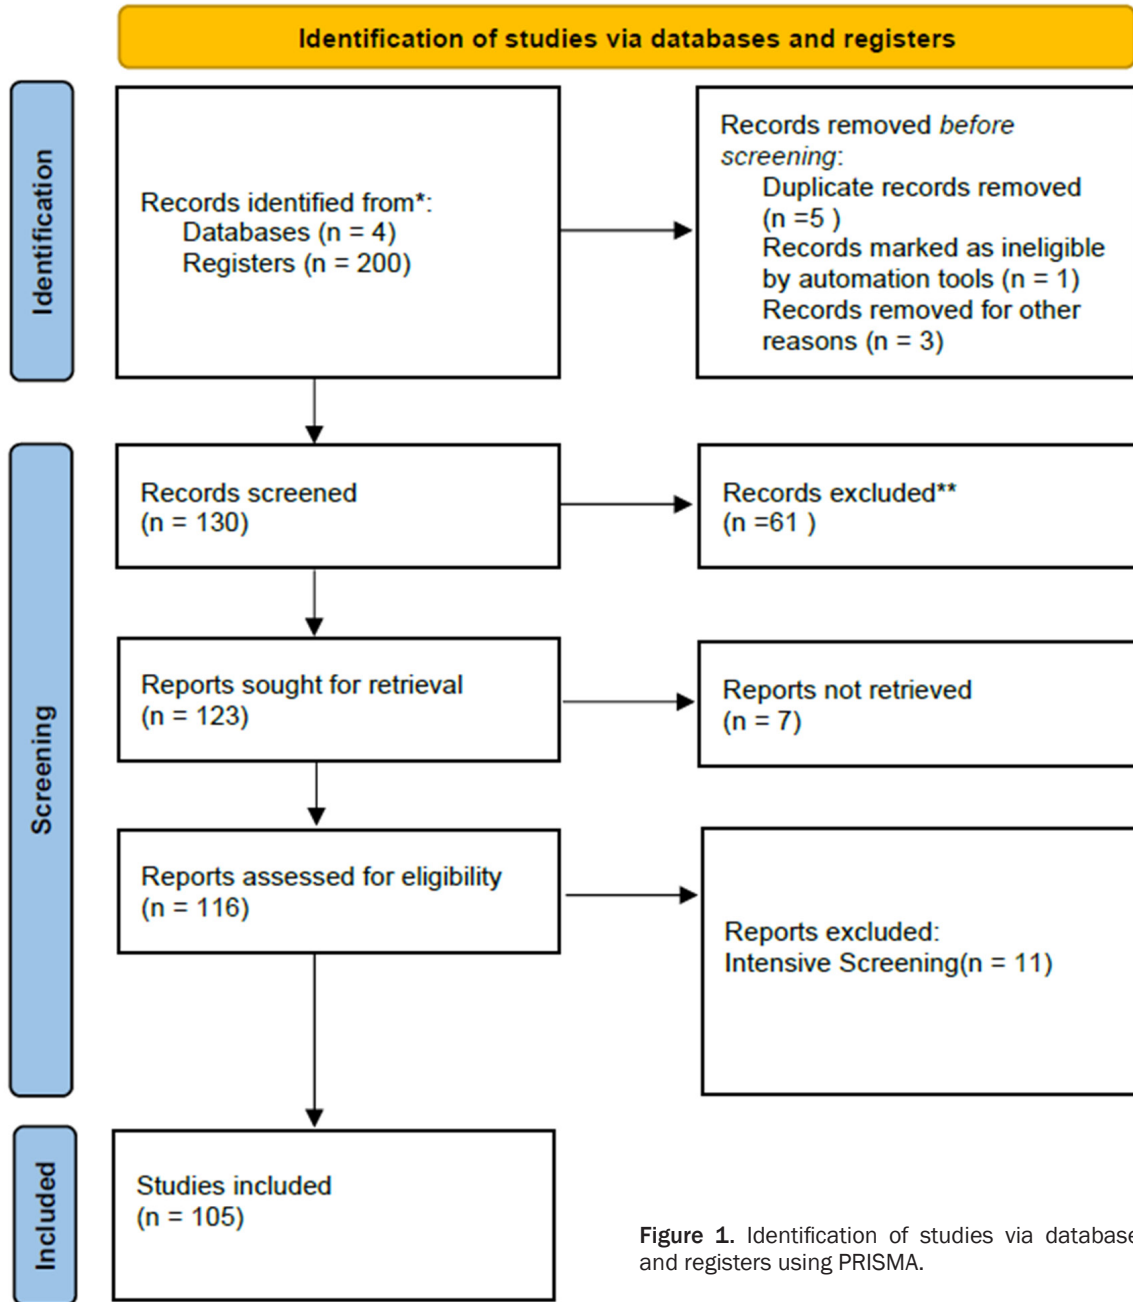 Identification of studies via databases and registers
Identification
Records identified from*:
Databases (n = 4)
Registers (n = 200)
Records removed before
screening:
Duplicate records removed
(n =5 )
Records marked as ineligible
by automation tools (n = 1)
Records removed for other
reasons (n = 3)
Screening
Records screened
(n = 130)
Records excluded**
(n =61 )
Reports sought for retrieval
(n = 123)
Reports not retrieved
(n = 7)
Reports assessed for eligibility
(n = 116)
Reports excluded:
Intensive Screening(n = 11)
Included
Studies included
(n = 105)
Figure 1. Identification of studies via database
and registers using PRISMA.